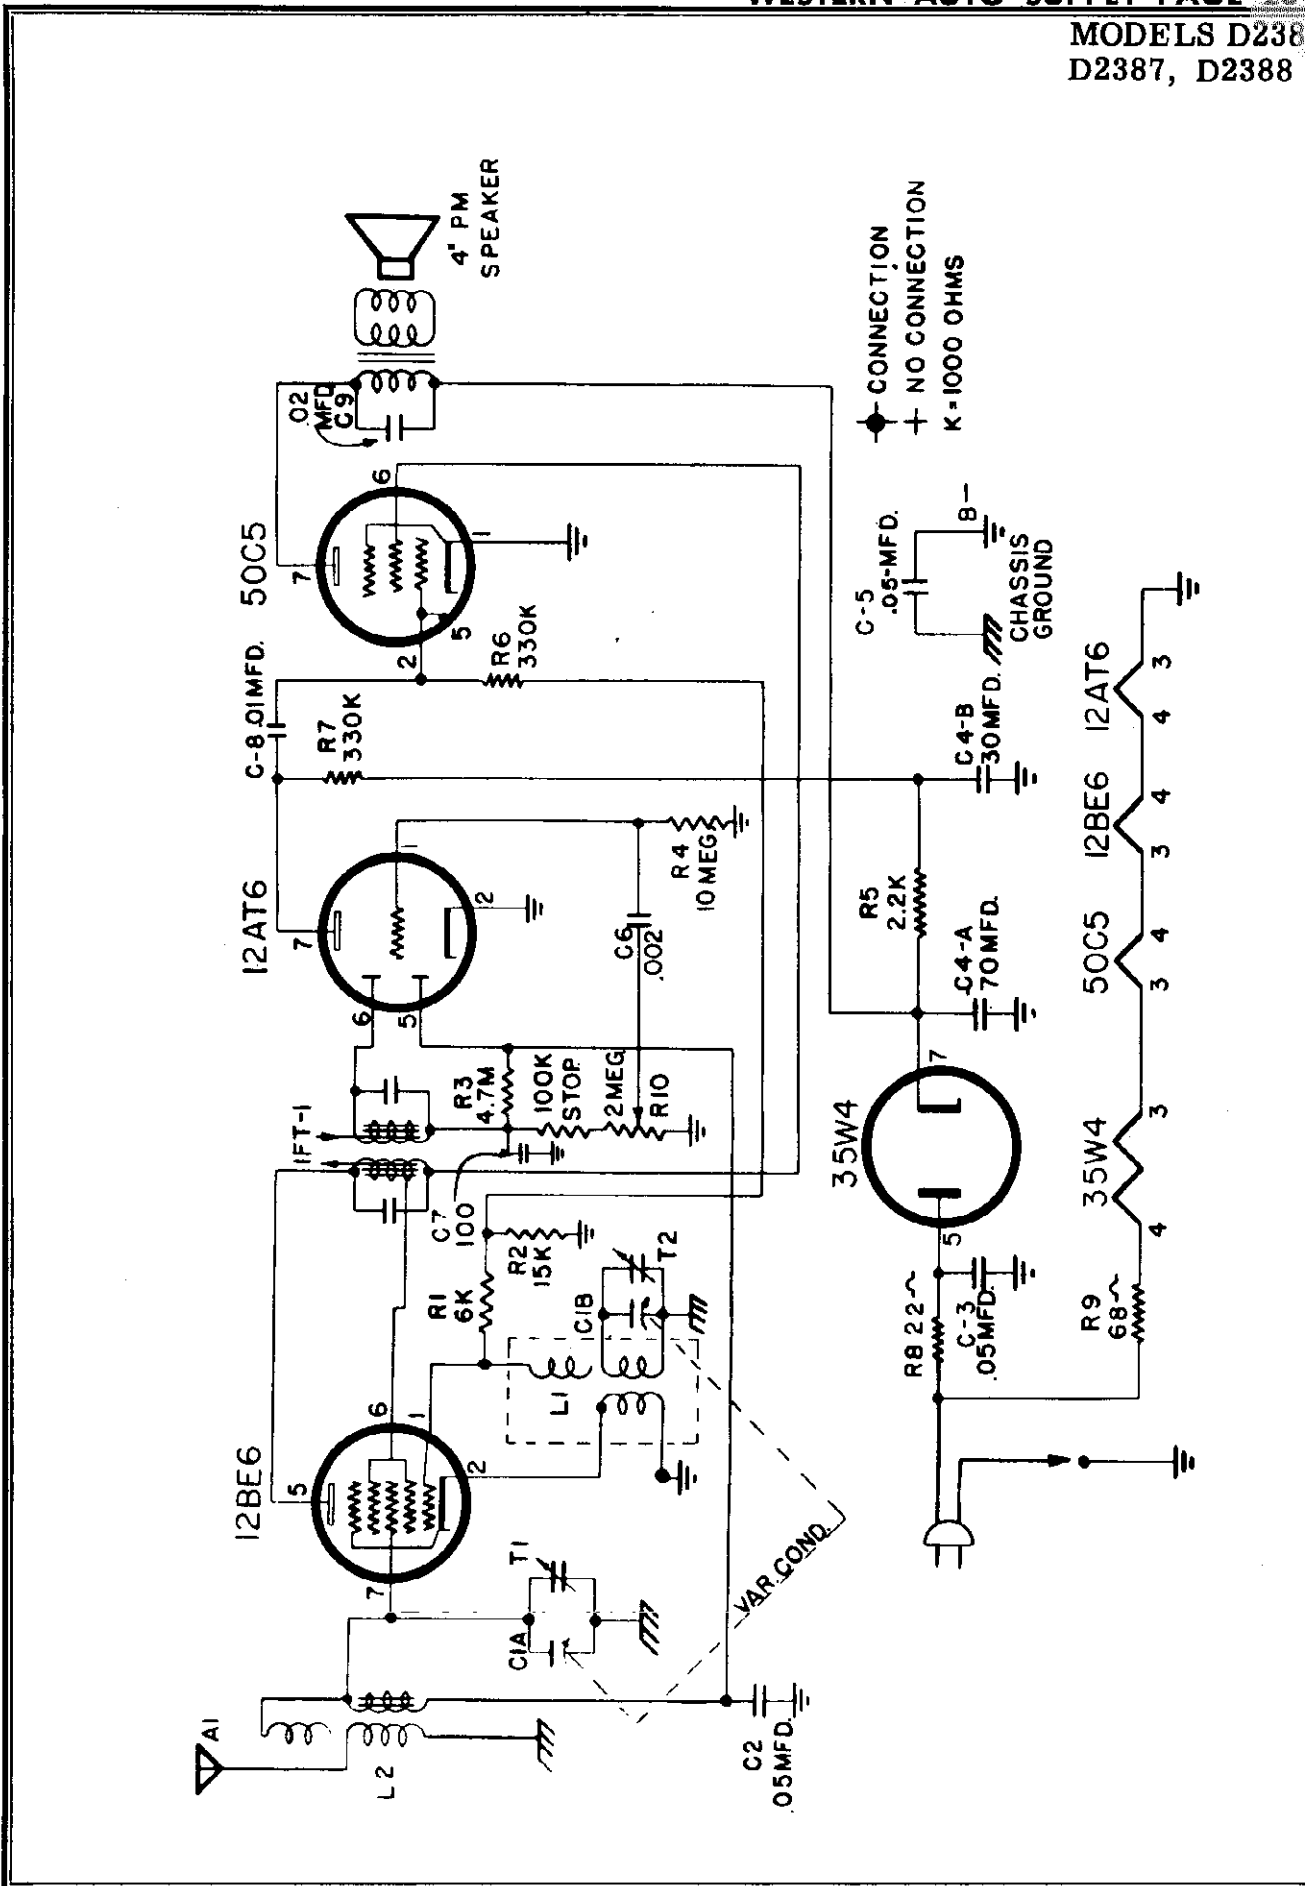 WESTERN AUTO SUPPLY PAGE
MODELS D238
D2387, D2388
A1
L2
12BE6
5
7
6
1
2
C1A
T1
VAR. COND.
C2
.05MFD.
L1
C1B
T2
R1
6K
R2
15K
C7
100
IFT-1
R3
4.7M
100K
STOP
2MEG
R10
12AT6
7
6
5
1
2
C6
.002
R4
10MEG
C-8 .01MFD.
R7
330K
50C5
7
6
2
5
1
R6
330K
.02
MFD
C9
4" PM
SPEAKER
CONNECTION
NO CONNECTION
K=1000 OHMS
C-5
.05-MFD.
B-
CHASSIS
GROUND
35W4
5
7
R8 22~
C-3
.05MFD.
C4-A
70MFD.
R5
2.2K
C4-B
30MFD.
R9
68~
35W4
4
3
50C5
3
4
12BE6
3
4
12AT6
4
3